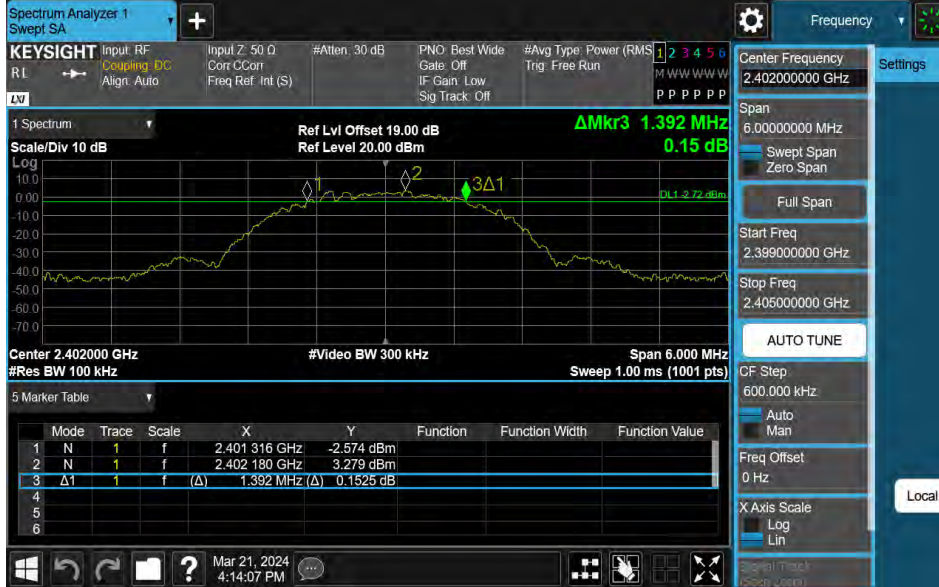 Spectrum Analyzer 1
Swept SA
+
Frequency
KEYSIGHT
RL
LXI
Input: RF
Coupling: DC
Align: Auto
Input Z: 50 Ω
Corr CCorr
Freq Ref: Int (S)
#Atten: 30 dB
PNO: Best Wide
Gate: Off
IF Gain: Low
Sig Track: Off
#Avg Type: Power (RMS
Trig: Free Run
1 2 3 4 5 6
M W W W W W
P P P P P P
1 Spectrum
Scale/Div 10 dB
Ref Lvl Offset 19.00 dB
Ref Level 20.00 dBm
ΔMkr3 1.392 MHz
0.15 dB
Log
10.0
0.00
-10.0
-20.0
-30.0
-40.0
-50.0
-60.0
-70.0
1
2
3Δ1
DL1 -2.72 dBm
Center 2.402000 GHz
#Res BW 100 kHz
#Video BW 300 kHz
Span 6.000 MHz
Sweep 1.00 ms (1001 pts)
5 Marker Table
Mode Trace Scale X Y Function Function Width Function Value
1 N 1 f 2.401 316 GHz -2.574 dBm
2 N 1 f 2.402 180 GHz 3.279 dBm
3 Δ1 1 f (Δ) 1.392 MHz (Δ) 0.1525 dB
4
5
6
?
Mar 21, 2024
4:14:07 PM
Center Frequency
2.402000000 GHz
Span
6.00000000 MHz
Swept Span
Zero Span
Full Span
Start Freq
2.399000000 GHz
Stop Freq
2.405000000 GHz
AUTO TUNE
CF Step
600.000 kHz
Auto
Man
Freq Offset
0 Hz
X Axis Scale
Log
Lin
Signal Track
(Span Zoom)
Settings
Local